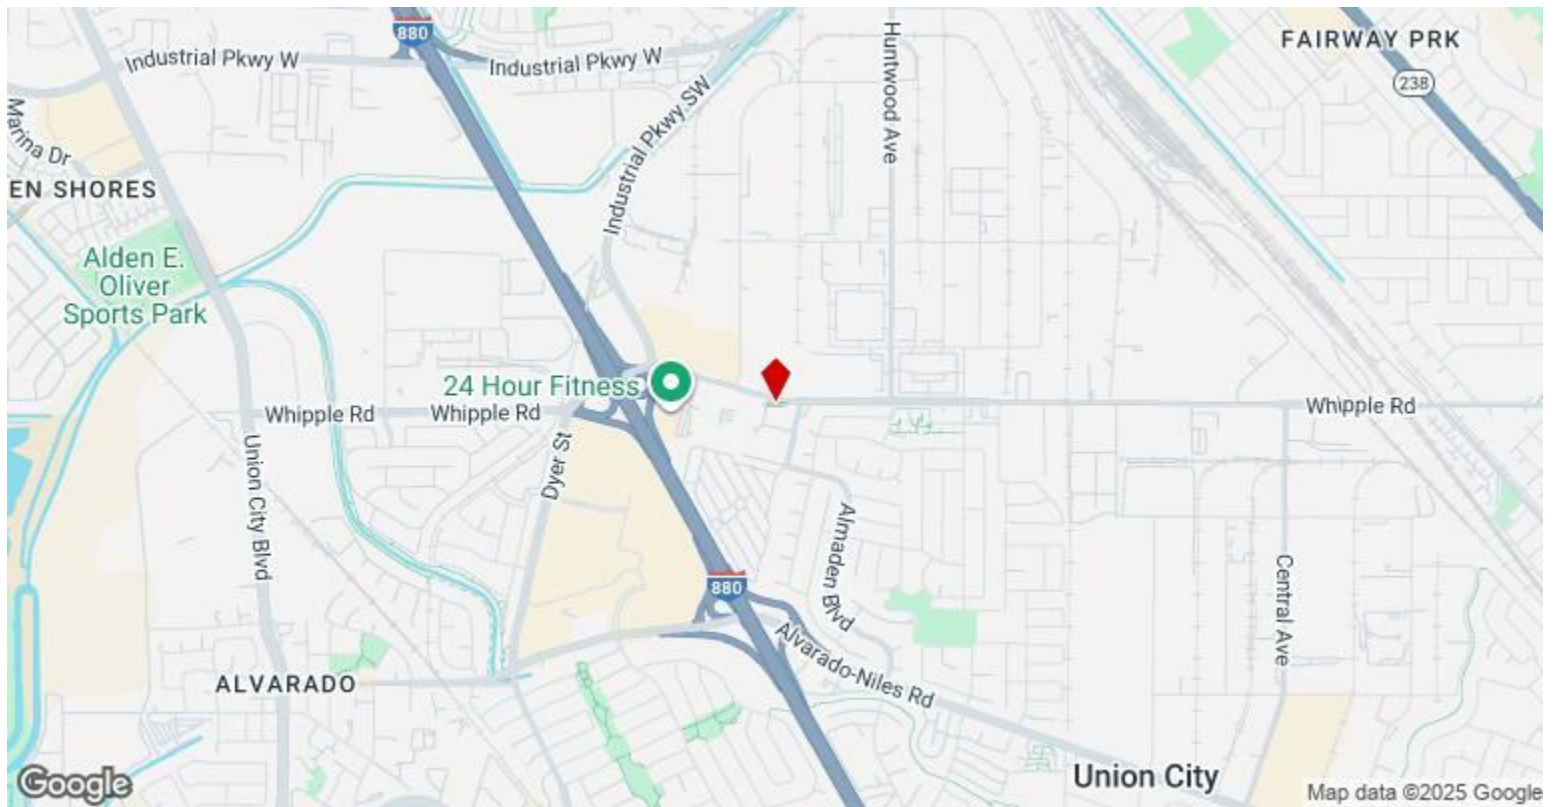 880
Industrial Pkwy W
Industrial Pkwy W
Huntwood Ave
FAIRWAY PRK
238
Marina Dr
Industrial Pkwy SW
EN SHORES
Alden E.
Oliver
Sports Park
24 Hour Fitness
Whipple Rd
Whipple Rd
Whipple Rd
Union City Blvd
Dyer St
Almaden Blvd
Central Ave
880
Alvarado-Niles Rd
ALVARADO
Union City
Google
Map data ©2025 Google